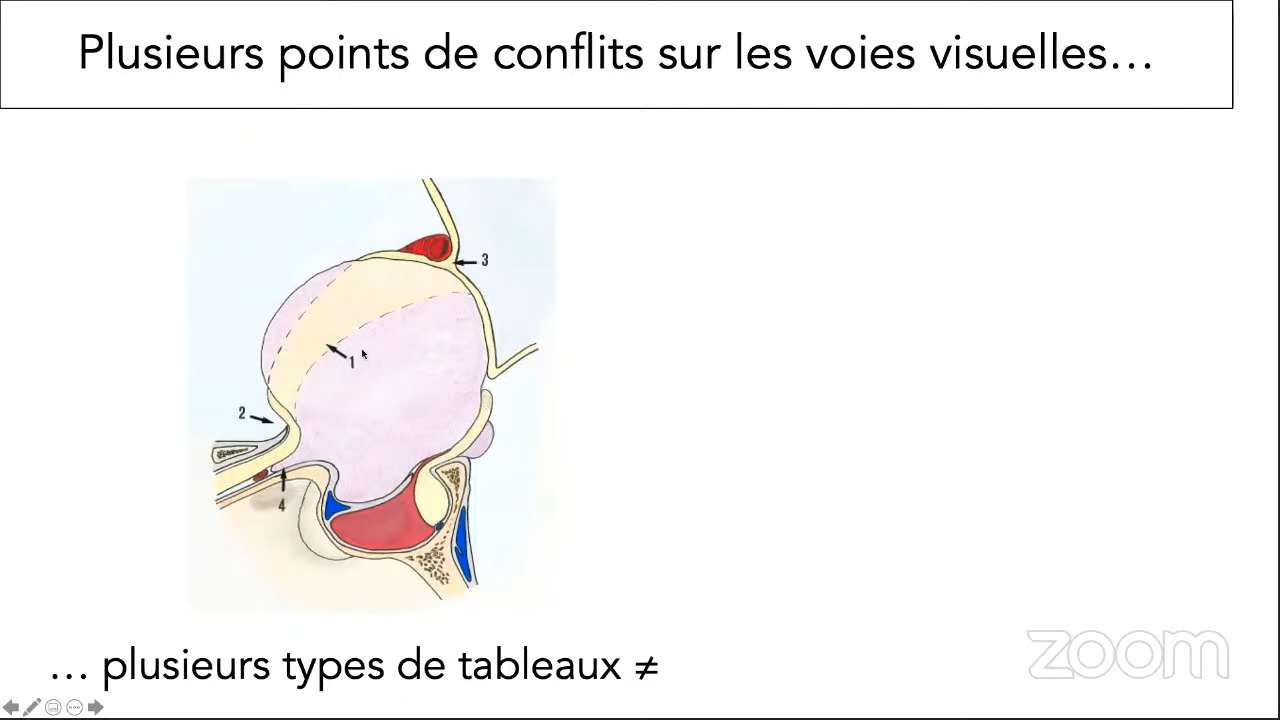 Plusieurs points de conflits sur les voies visuelles…
3
1
2
4
… plusieurs types de tableaux ≠
zoom